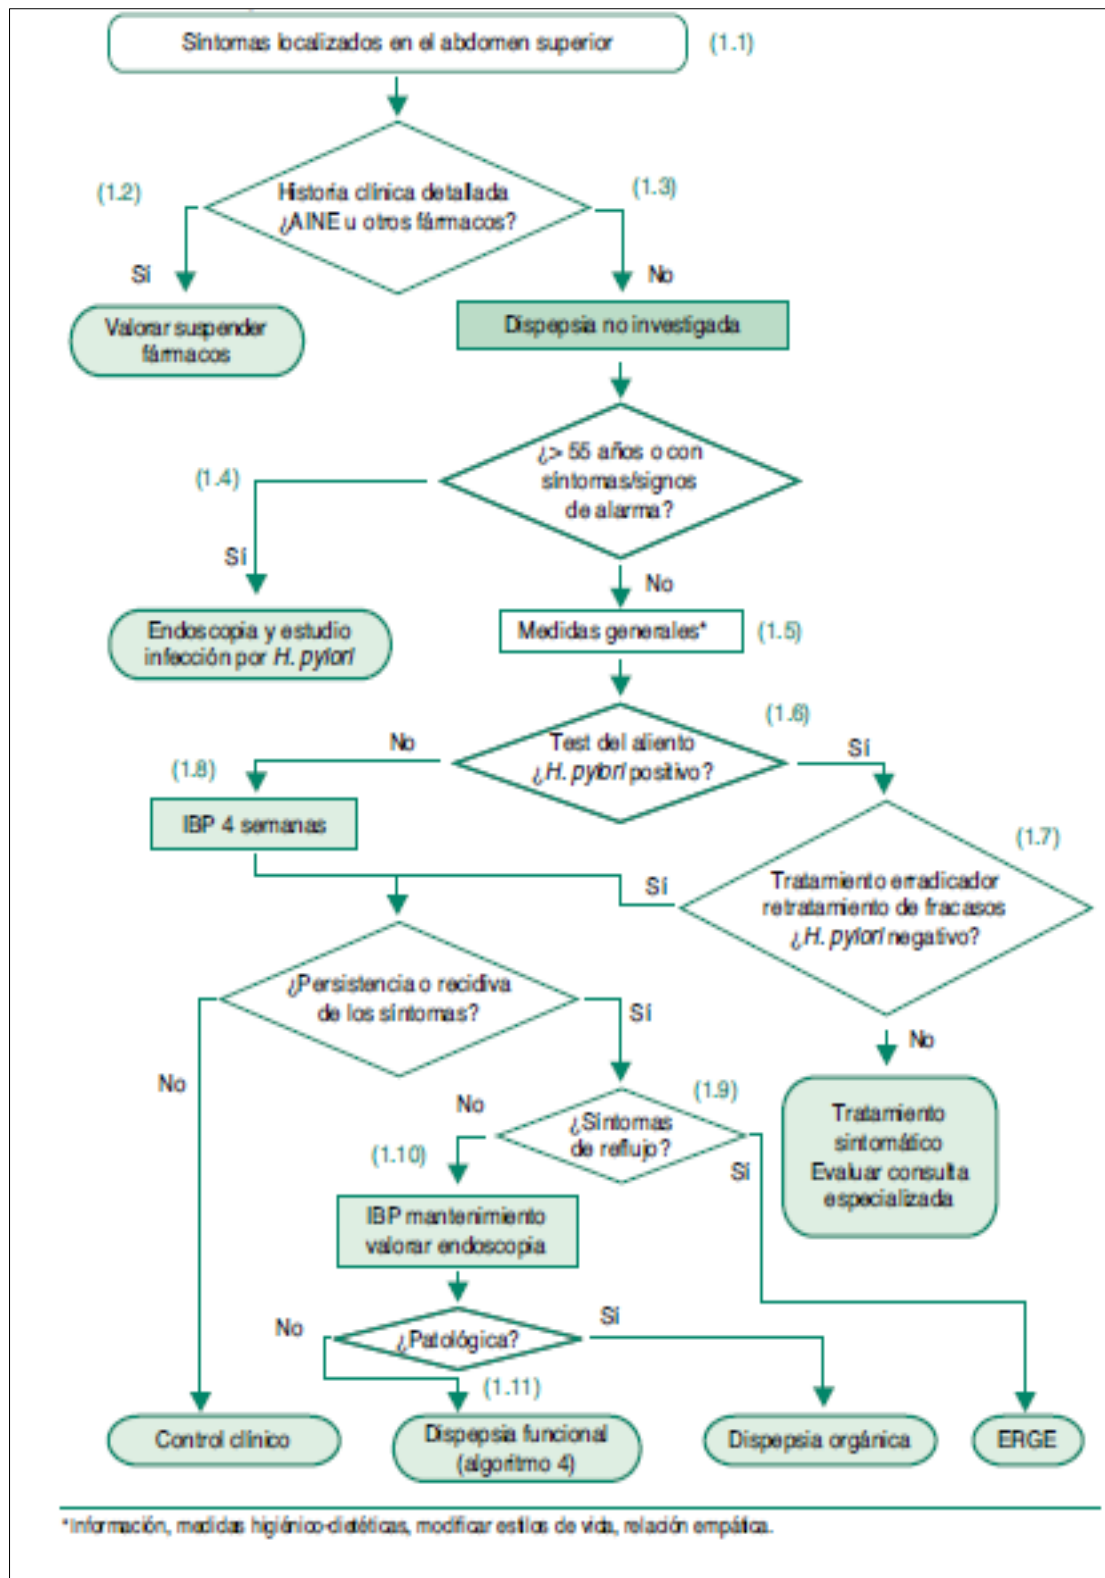 Síntomas localizados en el abdomen superior
(1.1)
(1.2)
Historia clínica detallada
¿AINE u otros fármacos?
(1.3)
Sí
No
Valorar suspender
fármacos
Dispepsia no investigada
¿> 55 años o con
síntomas/signos
de alarma?
(1.4)
Sí
No
Endoscopia y estudio
infección por H. pylori
Medidas generales*
(1.5)
(1.6)
No
Test del aliento
¿H. pylori positivo?
Sí
(1.8)
IBP 4 semanas
(1.7)
Sí
Tratamiento erradicador
retratamiento de fracasos
¿H. pylori negativo?
¿Persistencia o recidiva
de los síntomas?
Sí
No
No
(1.9)
No
¿Síntomas
de reflujo?
Sí
Tratamiento
sintomático
Evaluar consulta
especializada
(1.10)
IBP mantenimiento
valorar endoscopia
No
¿Patológica?
Sí
(1.11)
Control clínico
Dispepsia funcional
(algoritmo 4)
Dispepsia orgánica
ERGE
*Información, medidas higiénico-dietéticas, modificar estilos de vida, relación empática.